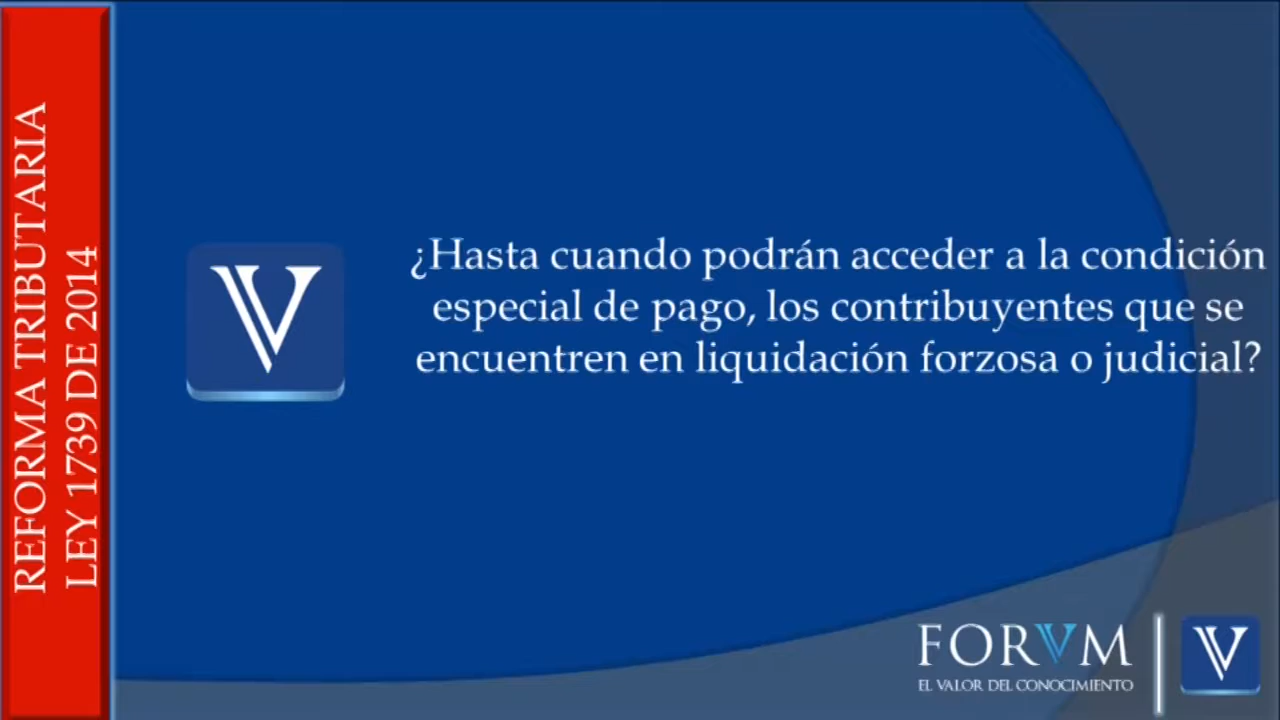 REFORMA TRIBUTARIA
LEY 1739 DE 2014
¿Hasta cuando podrán acceder a la condición
especial de pago, los contribuyentes que se
encuentren en liquidación forzosa o judicial?
FORVM
EL VALOR DEL CONOCIMIENTO